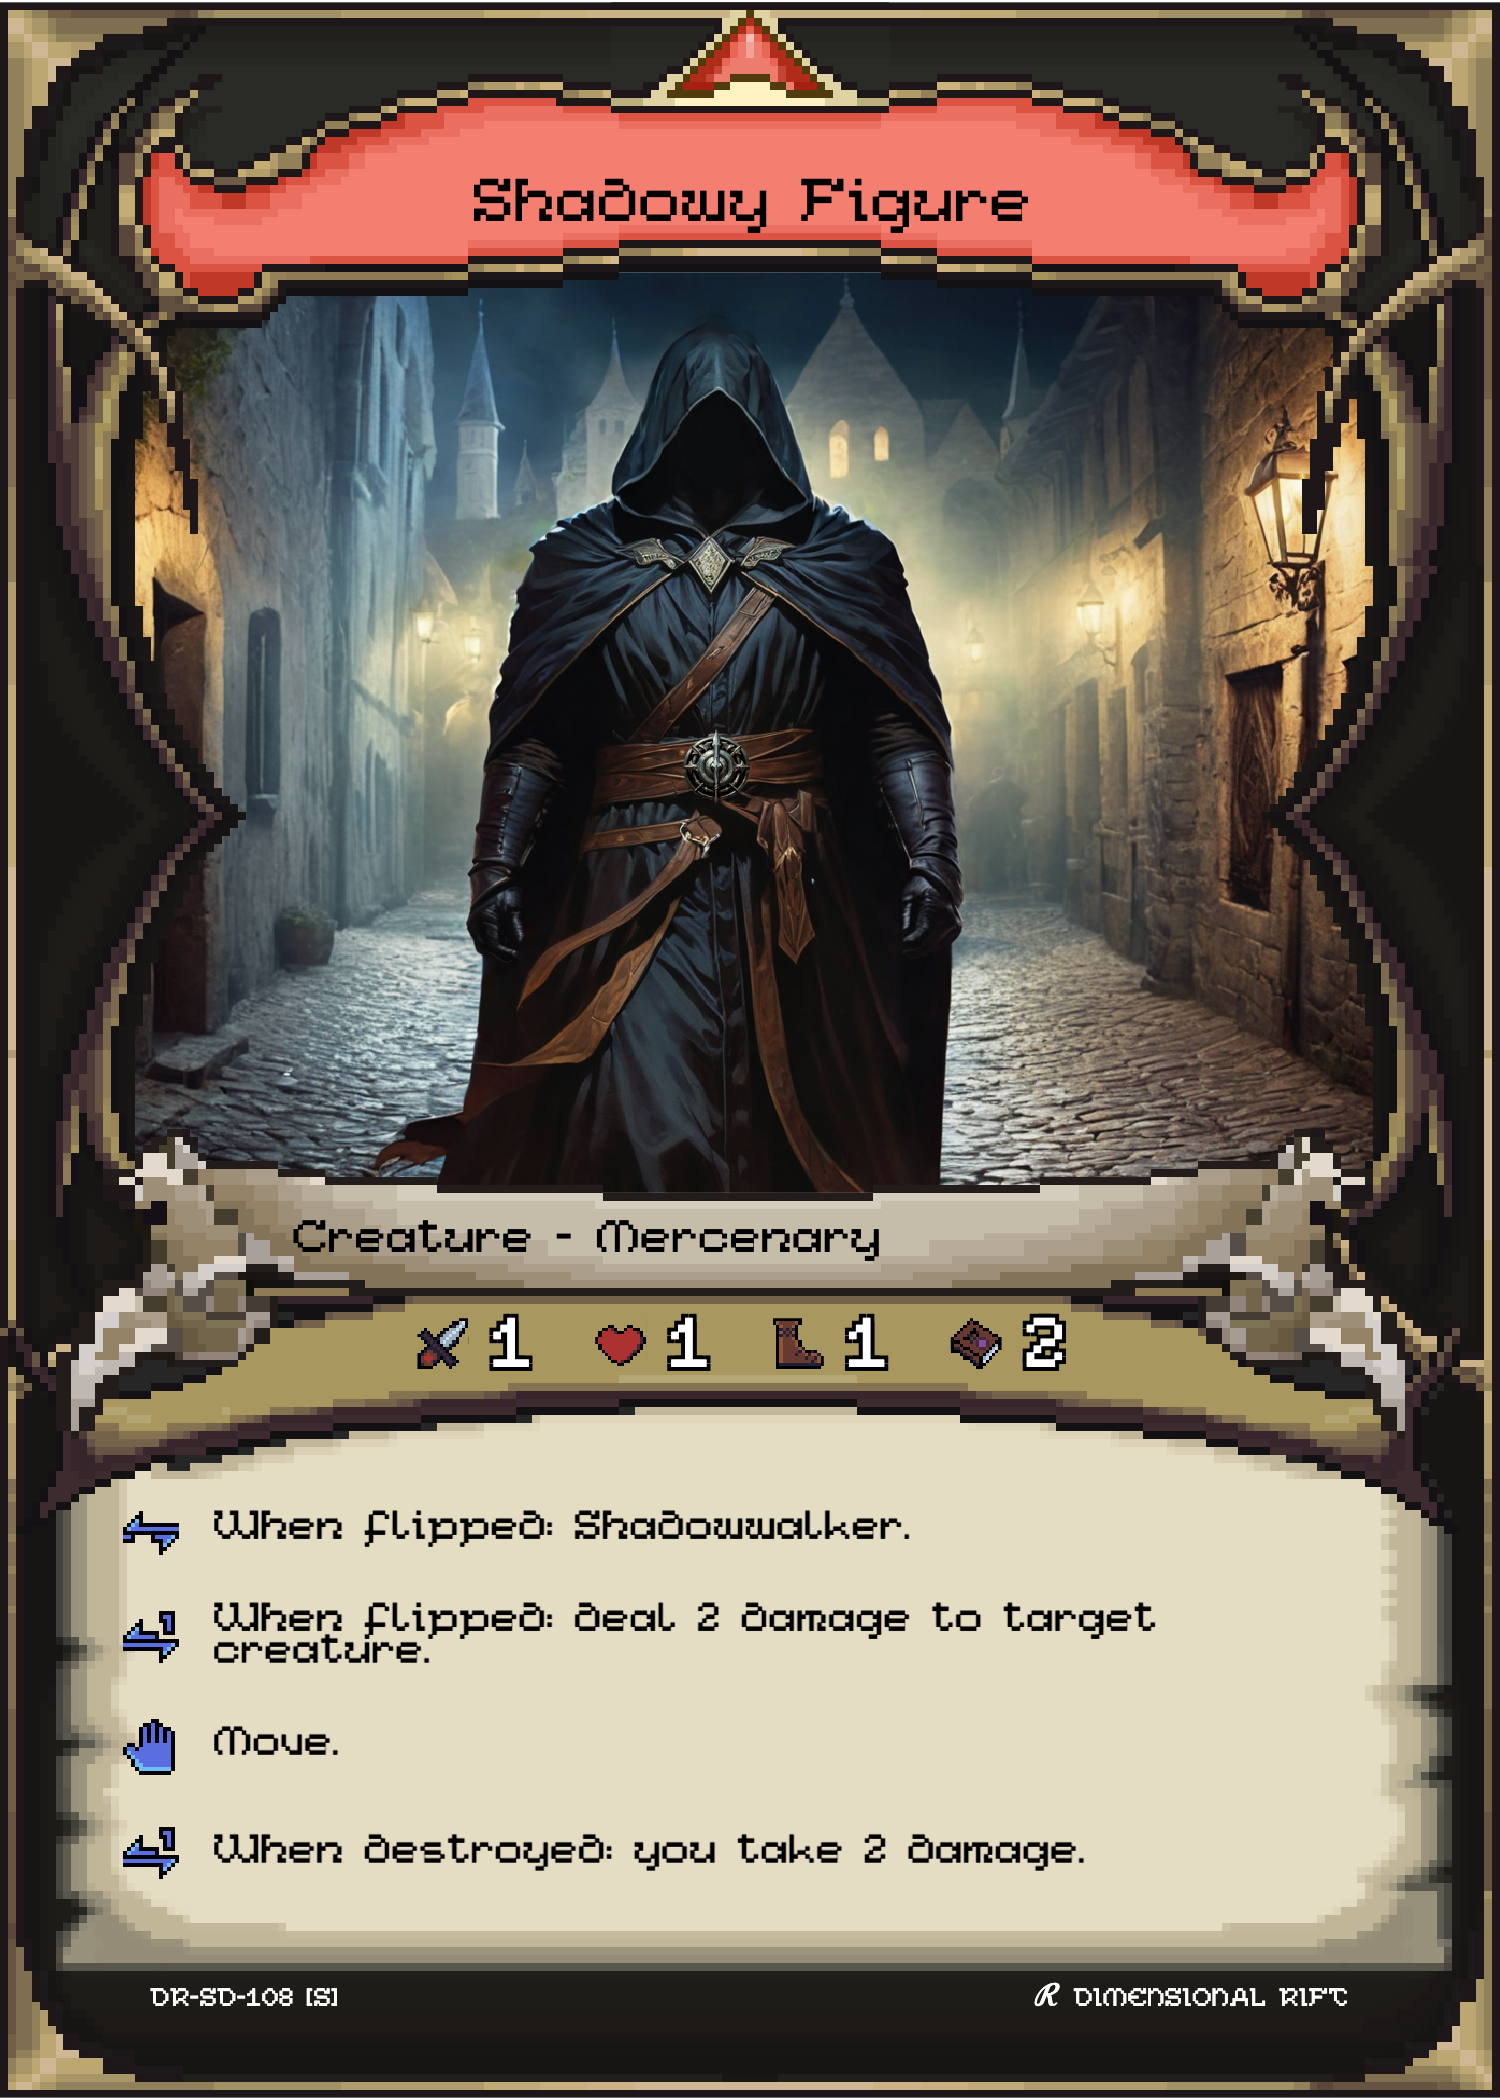 Shadowy Figure
Creature - Mercenary
1 1 1 2
When flipped: Shadowwalker.
When flipped: deal 2 damage to target
creature.
Move.
When destroyed: you take 2 damage.
DR-SD-108 [S]
R DIMENSIONAL RIFT